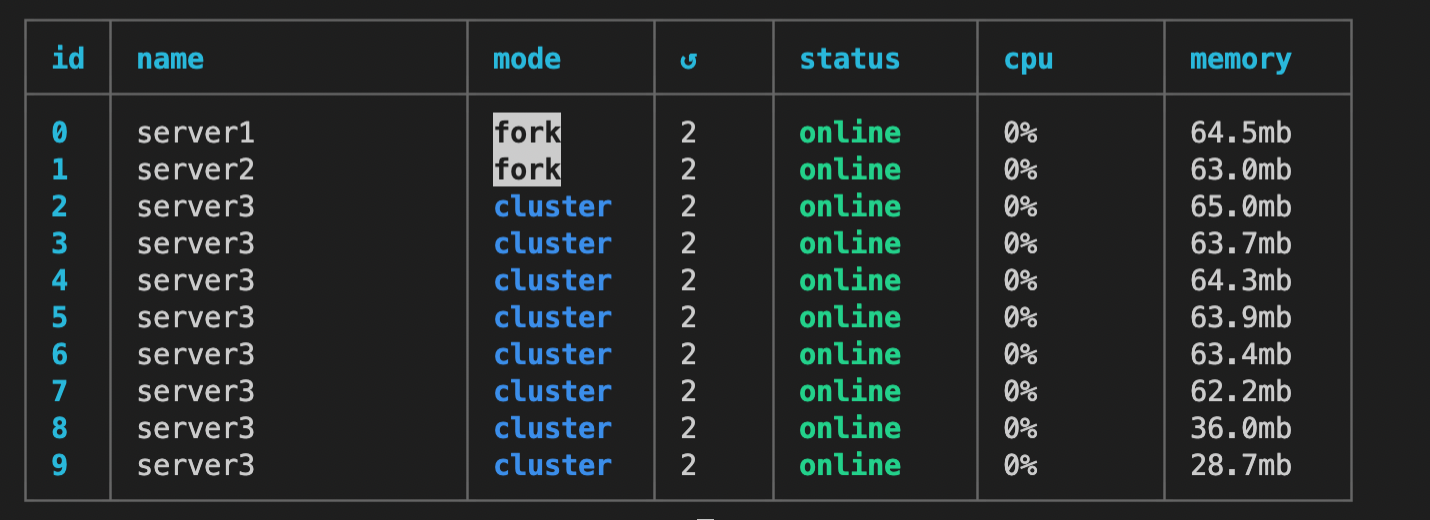 id name mode ↺ status cpu memory
0 server1 fork 2 online 0% 64.5mb
1 server2 fork 2 online 0% 63.0mb
2 server3 cluster 2 online 0% 65.0mb
3 server3 cluster 2 online 0% 63.7mb
4 server3 cluster 2 online 0% 64.3mb
5 server3 cluster 2 online 0% 63.9mb
6 server3 cluster 2 online 0% 63.4mb
7 server3 cluster 2 online 0% 62.2mb
8 server3 cluster 2 online 0% 36.0mb
9 server3 cluster 2 online 0% 28.7mb